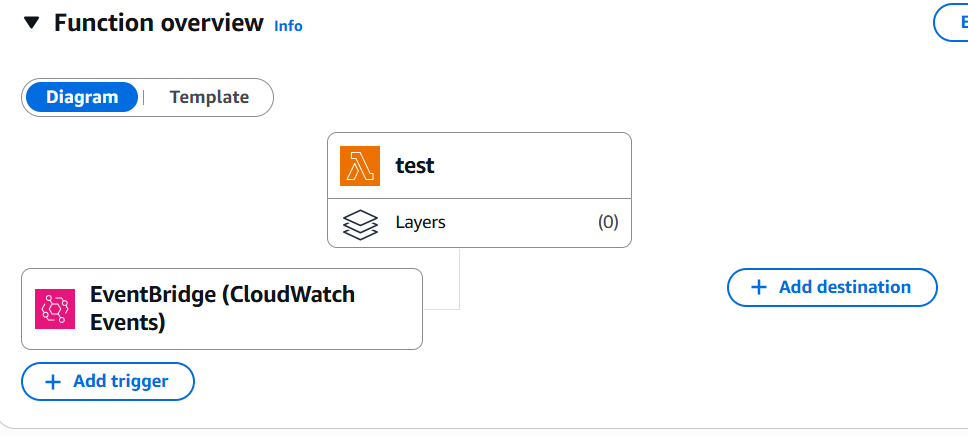 Function overview Info
Diagram | Template
test
Layers (0)
EventBridge (CloudWatch
Events)
+ Add destination
+ Add trigger